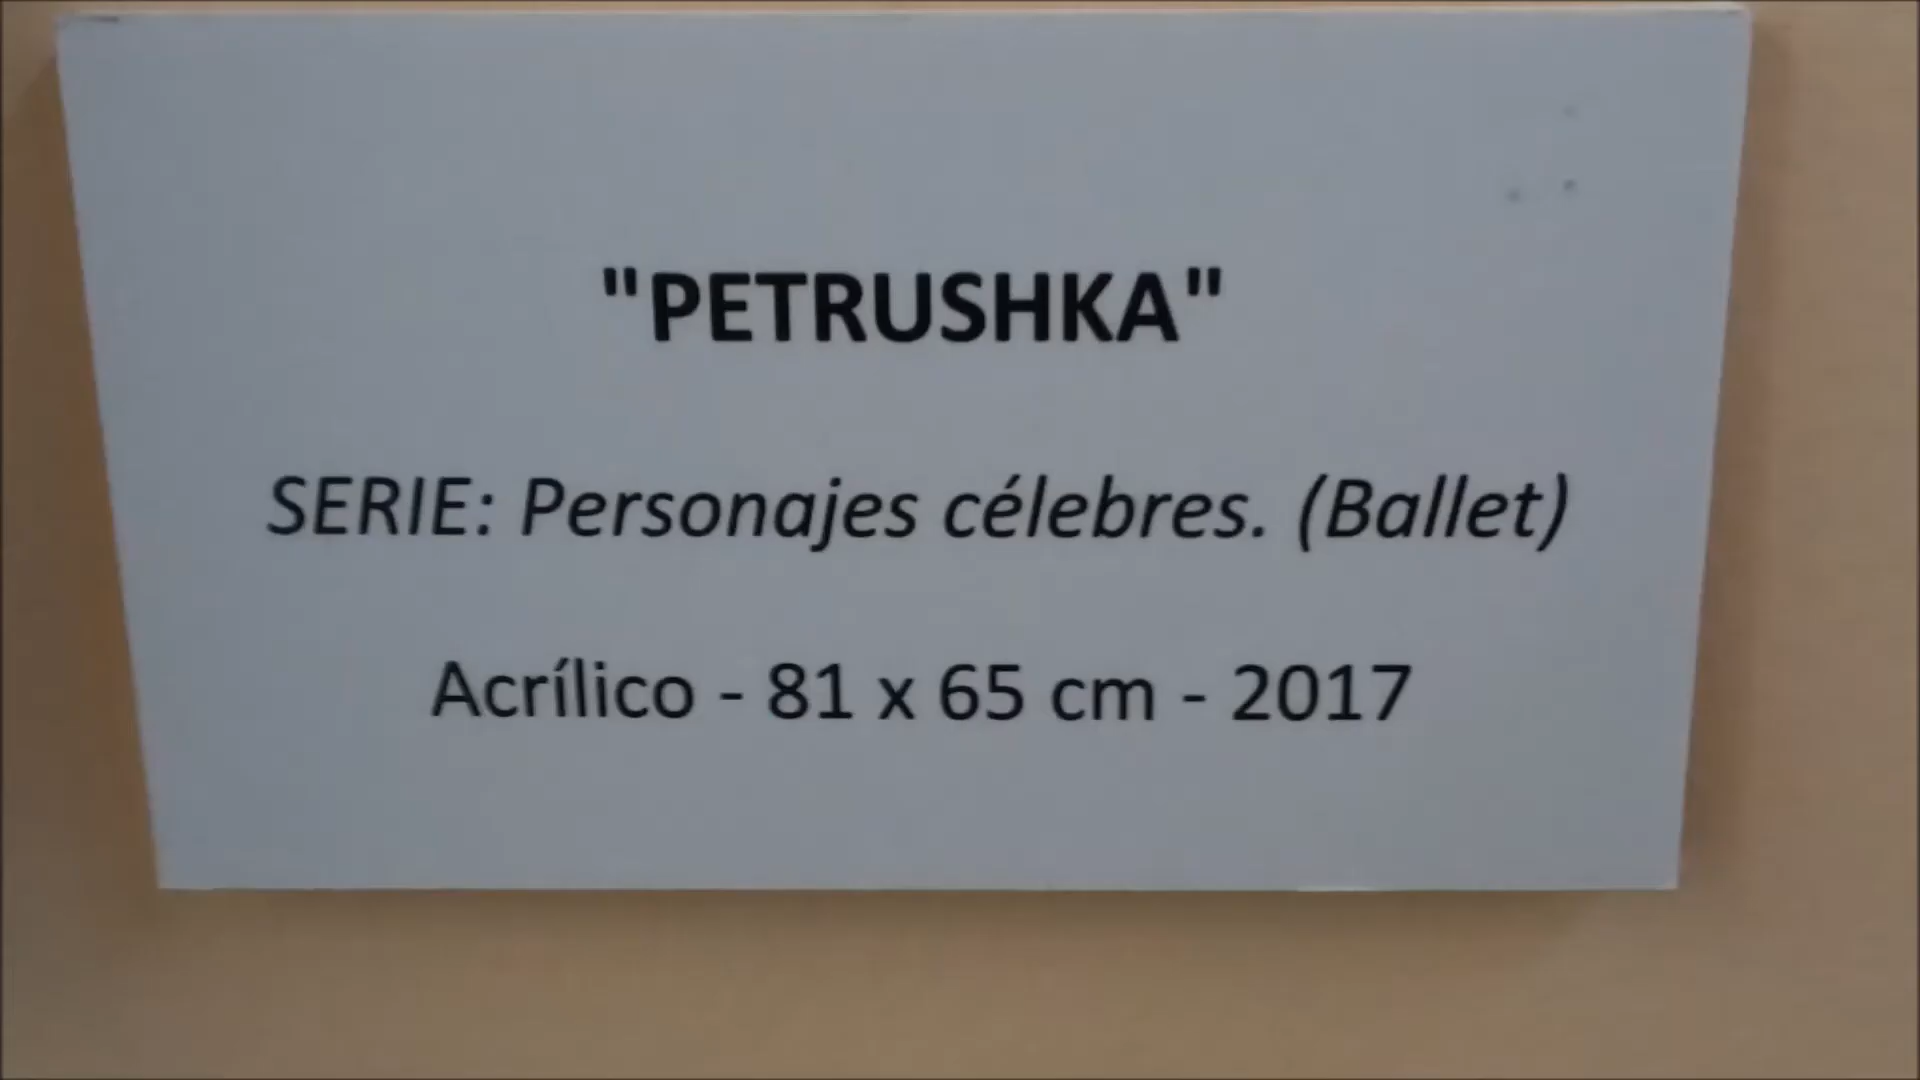 "PETRUSHKA"
SERIE: Personajes célebres. (Ballet)
Acrílico - 81 x 65 cm - 2017